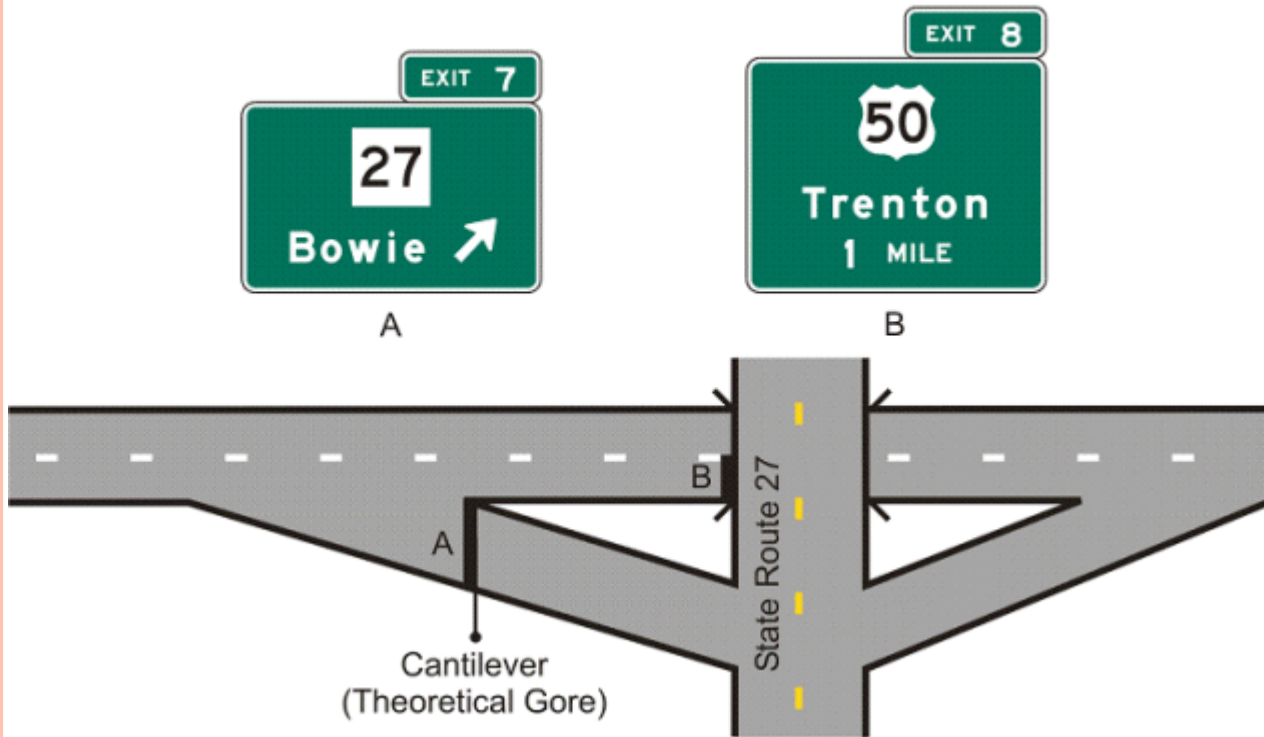 EXIT 7
27
Bowie
A
EXIT 8
50
Trenton
1 MILE
B
A
B
State Route 27
Cantilever
(Theoretical Gore)